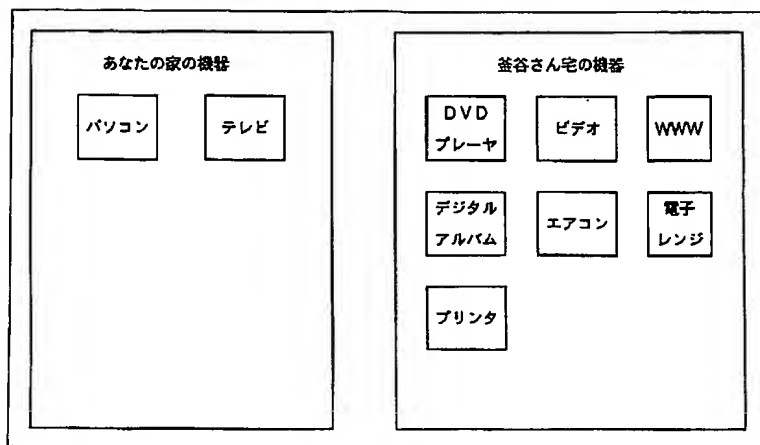 あなたの家の機器
パソコン
テレビ
釜谷さん宅の機器
DVD
プレーヤ
ビデオ
WWW
デジタル
アルバム
エアコン
電子
レンジ
プリンタ